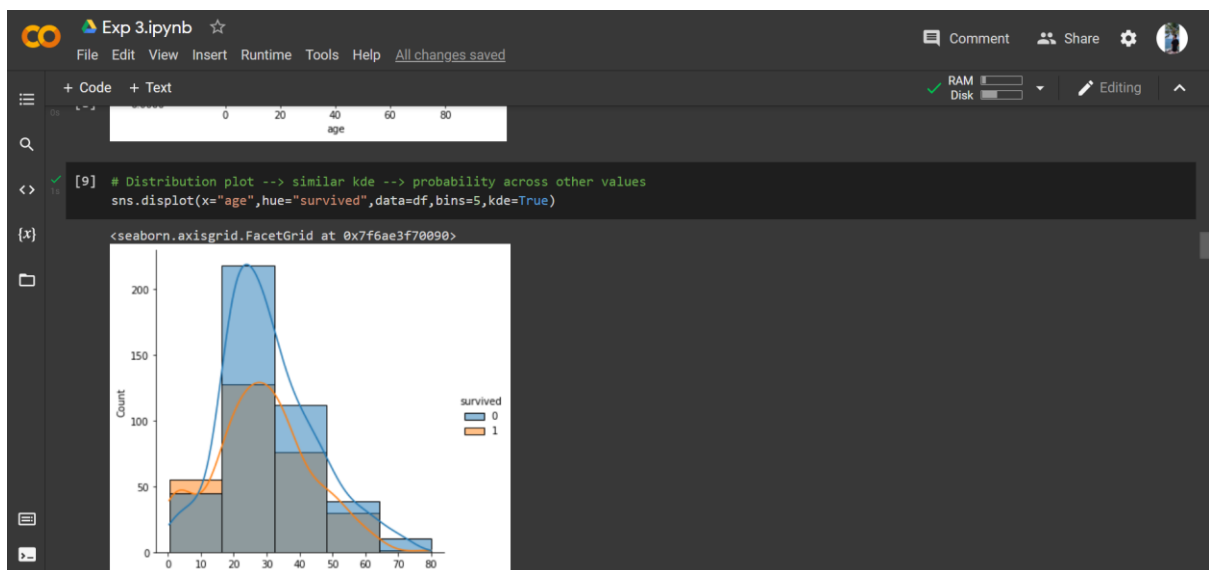 Exp 3.ipynb
Comment
Share
File Edit View Insert Runtime Tools Help All changes saved
+ Code + Text
RAM
Disk
Editing
0s
0 20 40 60 80
age
1s
[9] # Distribution plot --> similar kde --> probability across other values
sns.displot(x="age",hue="survived",data=df,bins=5,kde=True)
{x}
<seaborn.axisgrid.FacetGrid at 0x7f6ae3f70090>
200
150
100
50
0
Count
survived
0
1
0 10 20 30 40 50 60 70 80